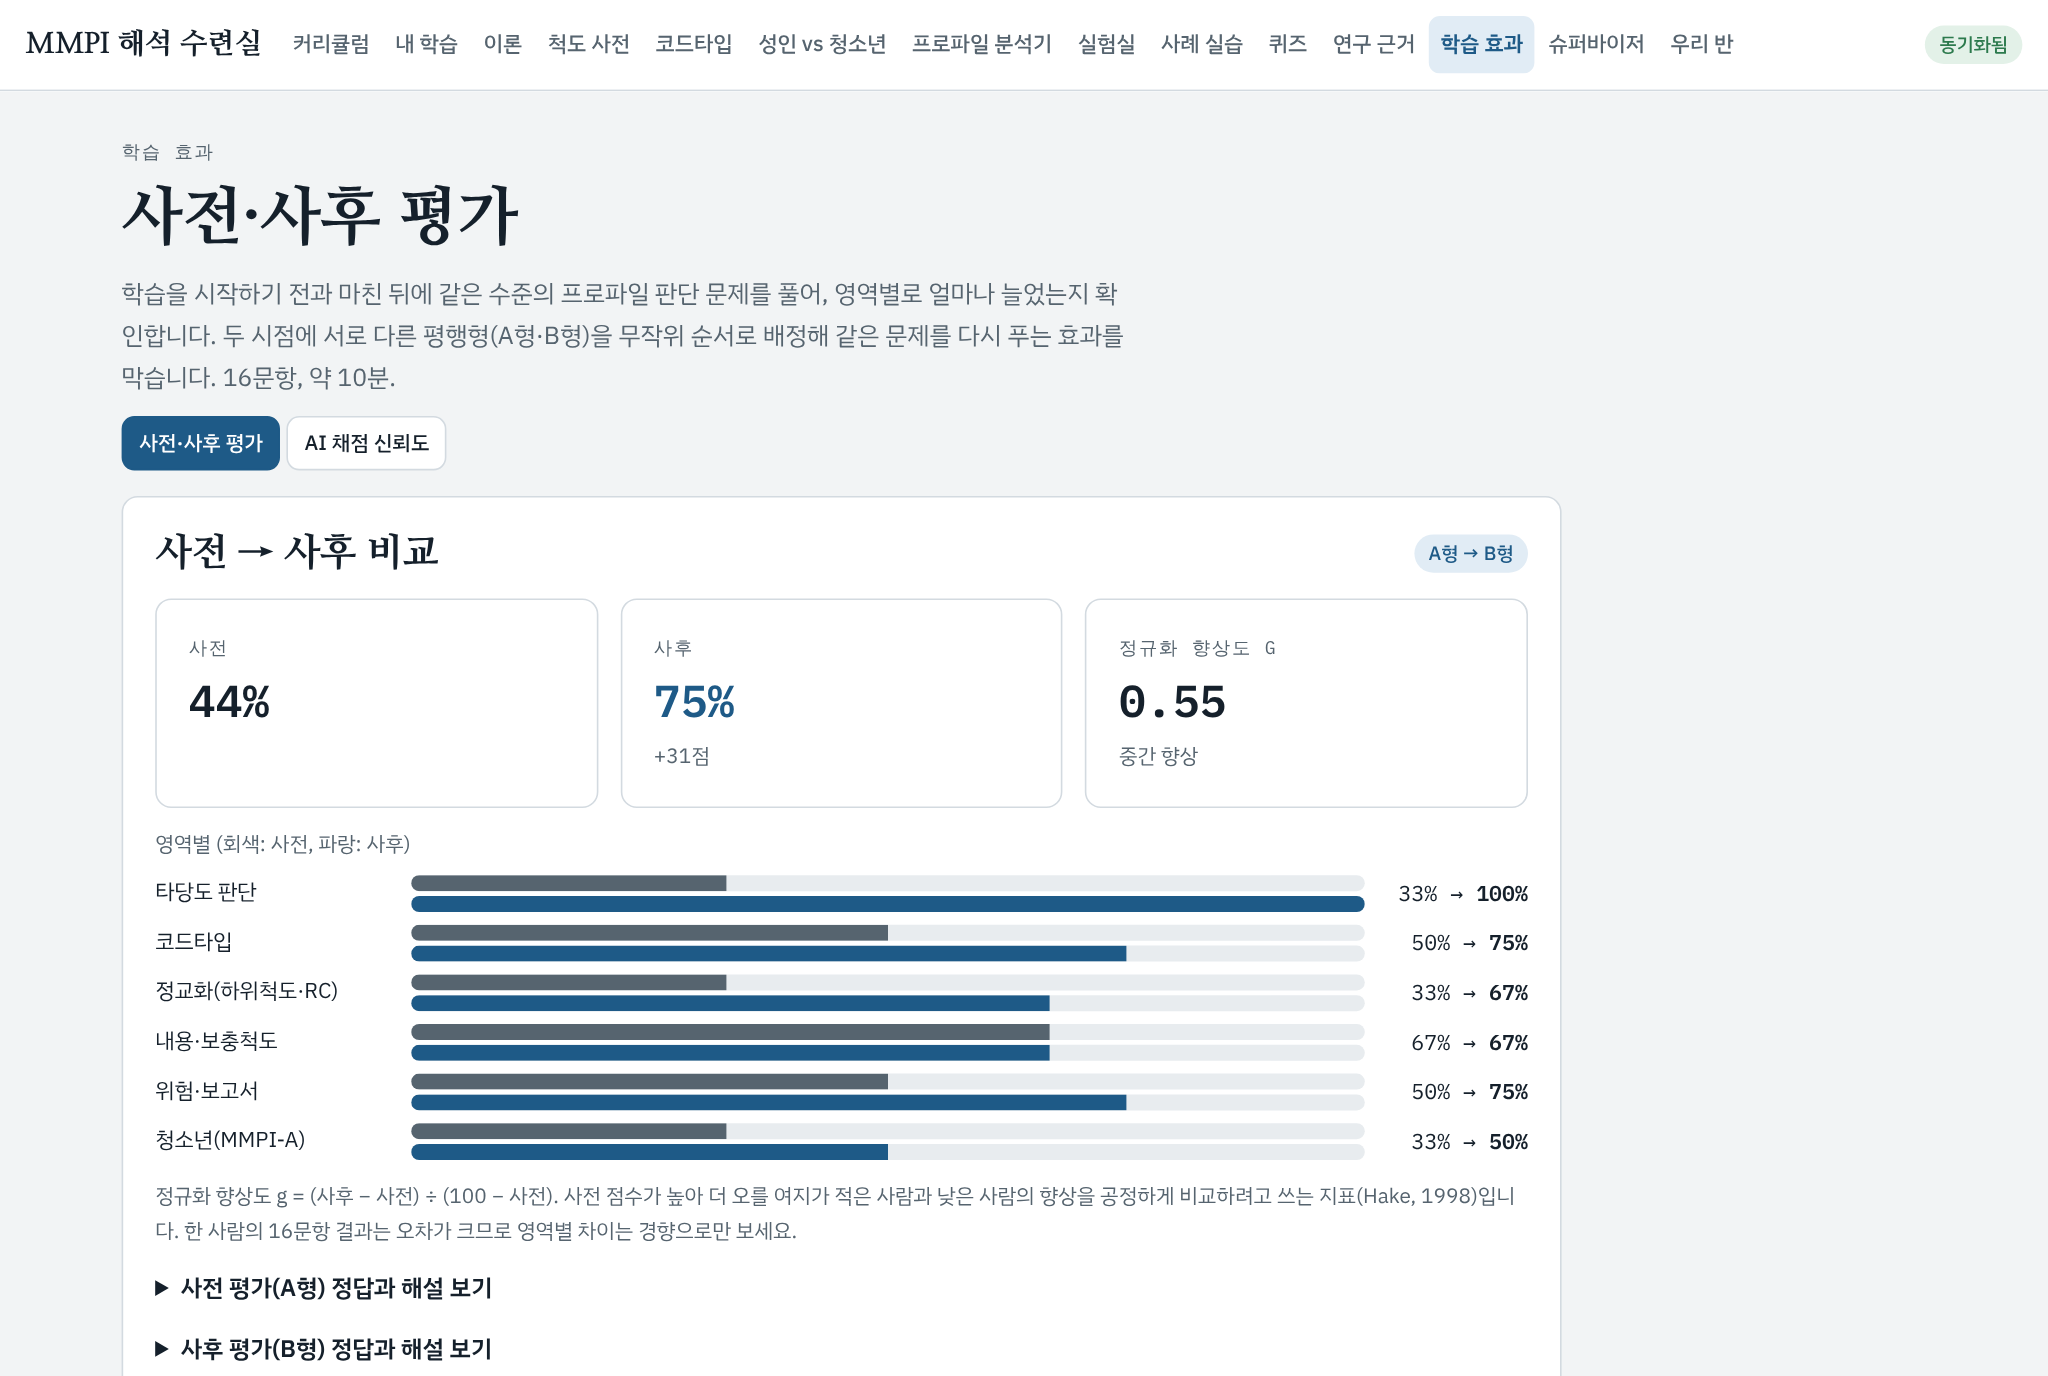 MMPI 해석 수련실 커리큘럼 내 학습 이론 척도 사전 코드타입 성인 vs 청소년 프로파일 분석기 실험실 사례 실습 퀴즈 연구 근거 학습 효과 슈퍼바이저 우리 반 동기화됨
학습 효과
사전·사후 평가
학습을 시작하기 전과 마친 뒤에 같은 수준의 프로파일 판단 문제를 풀어, 영역별로 얼마나 늘었는지 확
인합니다. 두 시점에 서로 다른 평행형(A형·B형)을 무작위 순서로 배정해 같은 문제를 다시 푸는 효과를
막습니다. 16문항, 약 10분.
사전·사후 평가 AI 채점 신뢰도
사전 → 사후 비교 A형 → B형
사전 사후 정규화 향상도 G
44% 75% 0.55
+31점 중간 향상
영역별 (회색: 사전, 파랑: 사후)
타당도 판단 33% → 100%
코드타입 50% → 75%
정교화(하위척도·RC) 33% → 67%
내용·보충척도 67% → 67%
위험·보고서 50% → 75%
청소년(MMPI-A) 33% → 50%
정규화 향상도 g = (사후 − 사전) ÷ (100 − 사전). 사전 점수가 높아 더 오를 여지가 적은 사람과 낮은 사람의 향상을 공정하게 비교하려고 쓰는 지표(Hake, 1998)입니
다. 한 사람의 16문항 결과는 오차가 크므로 영역별 차이는 경향으로만 보세요.
▶ 사전 평가(A형) 정답과 해설 보기
▶ 사후 평가(B형) 정답과 해설 보기